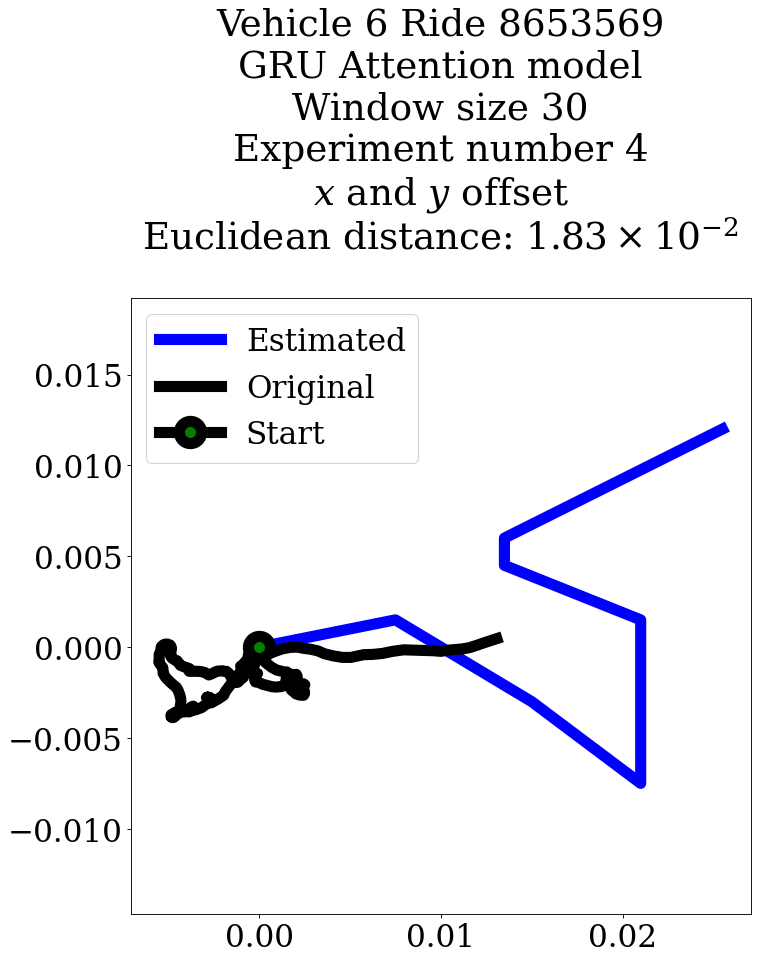 Vehicle 6 Ride 8653569
GRU Attention model
Window size 30
Experiment number 4
x and y offset
Euclidean distance: 1.83 × 10⁻²
Estimated
Original
Start
0.015
0.010
0.005
0.000
−0.005
−0.010
0.00 0.01 0.02